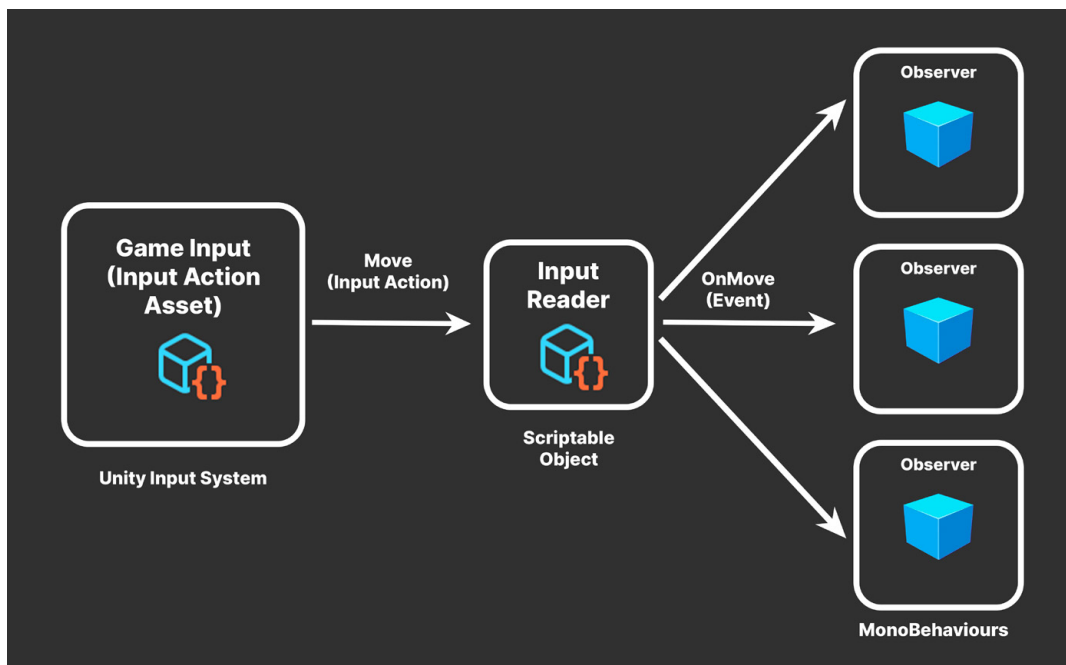 Game Input
(Input Action
Asset)
Unity Input System
Move
(Input Action)
Input
Reader
Scriptable
Object
OnMove
(Event)
Observer
Observer
Observer
MonoBehaviours